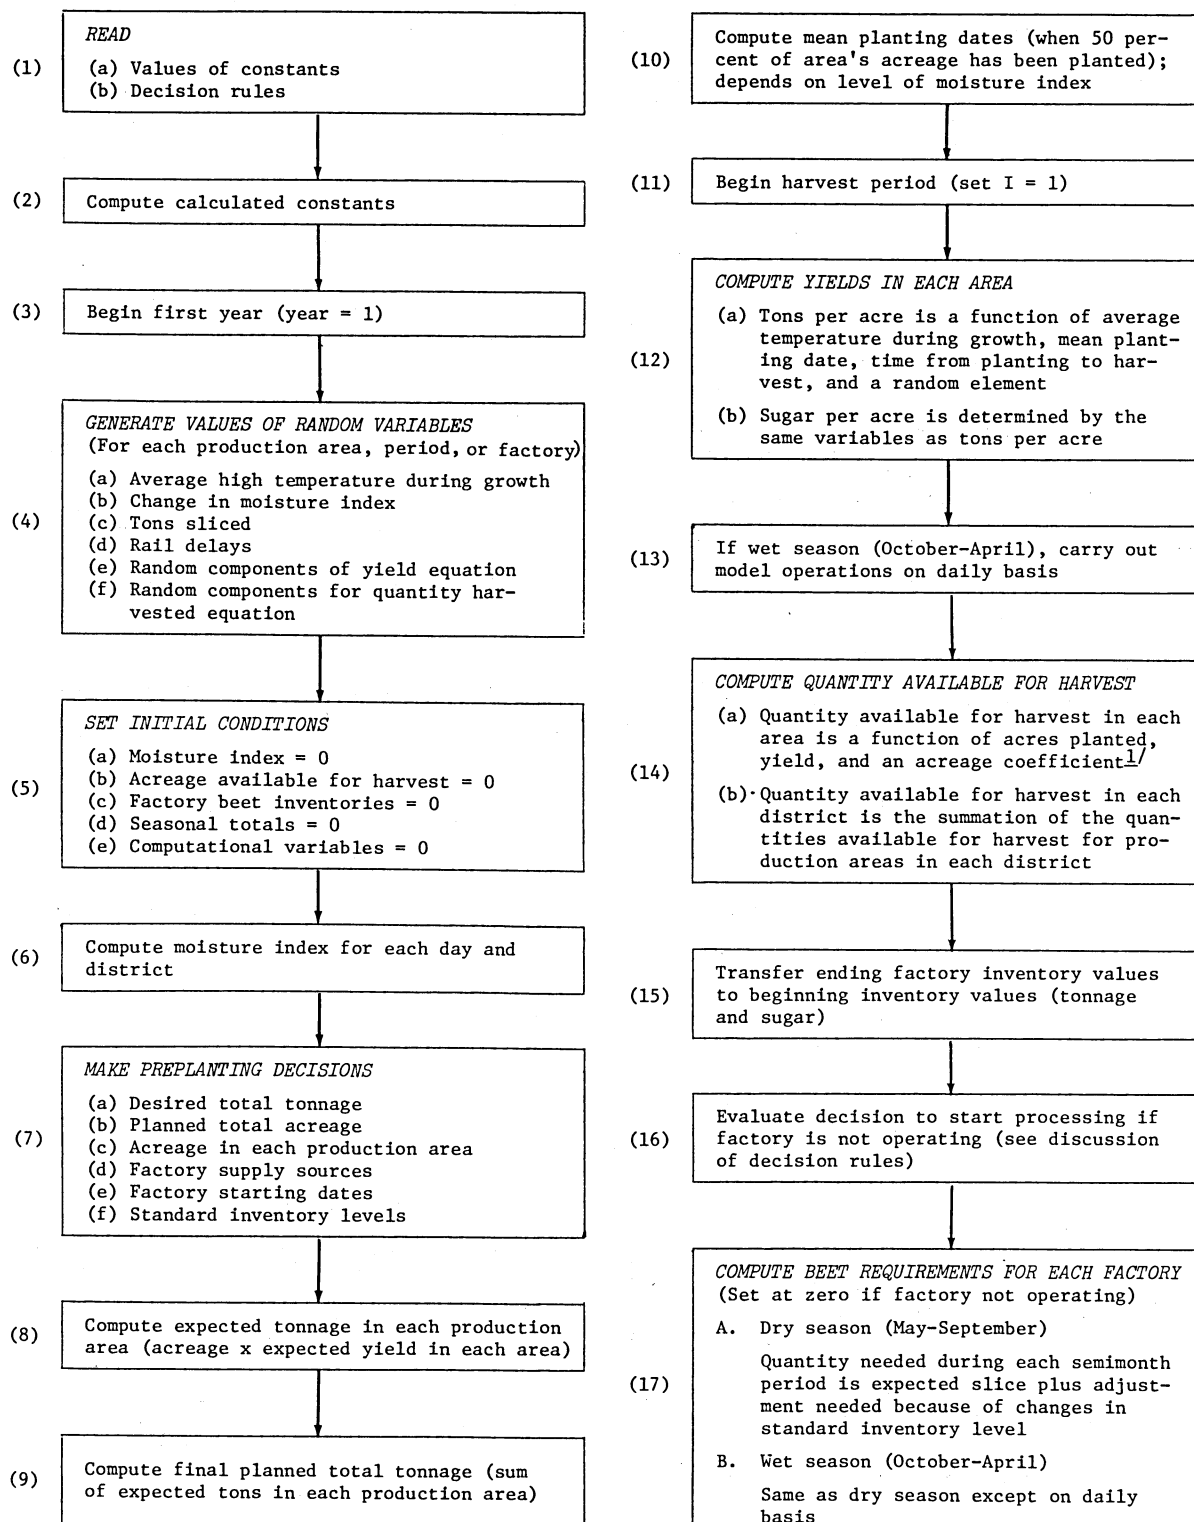 (1)
READ
(a) Values of constants
(b) Decision rules
(2)
Compute calculated constants
(3)
Begin first year (year = 1)
(4)
GENERATE VALUES OF RANDOM VARIABLES
(For each production area, period, or factory)
(a) Average high temperature during growth
(b) Change in moisture index
(c) Tons sliced
(d) Rail delays
(e) Random components of yield equation
(f) Random components for quantity har-
vested equation
(5)
SET INITIAL CONDITIONS
(a) Moisture index = 0
(b) Acreage available for harvest = 0
(c) Factory beet inventories = 0
(d) Seasonal totals = 0
(e) Computational variables = 0
(6)
Compute moisture index for each day and
district
(7)
MAKE PREPLANTING DECISIONS
(a) Desired total tonnage
(b) Planned total acreage
(c) Acreage in each production area
(d) Factory supply sources
(e) Factory starting dates
(f) Standard inventory levels
(8)
Compute expected tonnage in each production
area (acreage x expected yield in each area)
(9)
Compute final planned total tonnage (sum
of expected tons in each production area)
(10)
Compute mean planting dates (when 50 per-
cent of area's acreage has been planted);
depends on level of moisture index
(11)
Begin harvest period (set I = 1)
(12)
COMPUTE YIELDS IN EACH AREA
(a) Tons per acre is a function of average
temperature during growth, mean plant-
ing date, time from planting to har-
vest, and a random element
(b) Sugar per acre is determined by the
same variables as tons per acre
(13)
If wet season (October-April), carry out
model operations on daily basis
(14)
COMPUTE QUANTITY AVAILABLE FOR HARVEST
(a) Quantity available for harvest in each
area is a function of acres planted,
yield, and an acreage coefficient1/
(b) Quantity available for harvest in each
district is the summation of the quan-
tities available for harvest for pro-
duction areas in each district
(15)
Transfer ending factory inventory values
to beginning inventory values (tonnage
and sugar)
(16)
Evaluate decision to start processing if
factory is not operating (see discussion
of decision rules)
(17)
COMPUTE BEET REQUIREMENTS FOR EACH FACTORY
(Set at zero if factory not operating)
A. Dry season (May-September)
Quantity needed during each semimonth
period is expected slice plus adjust-
ment needed because of changes in
standard inventory level
B. Wet season (October-April)
Same as dry season except on daily
basis